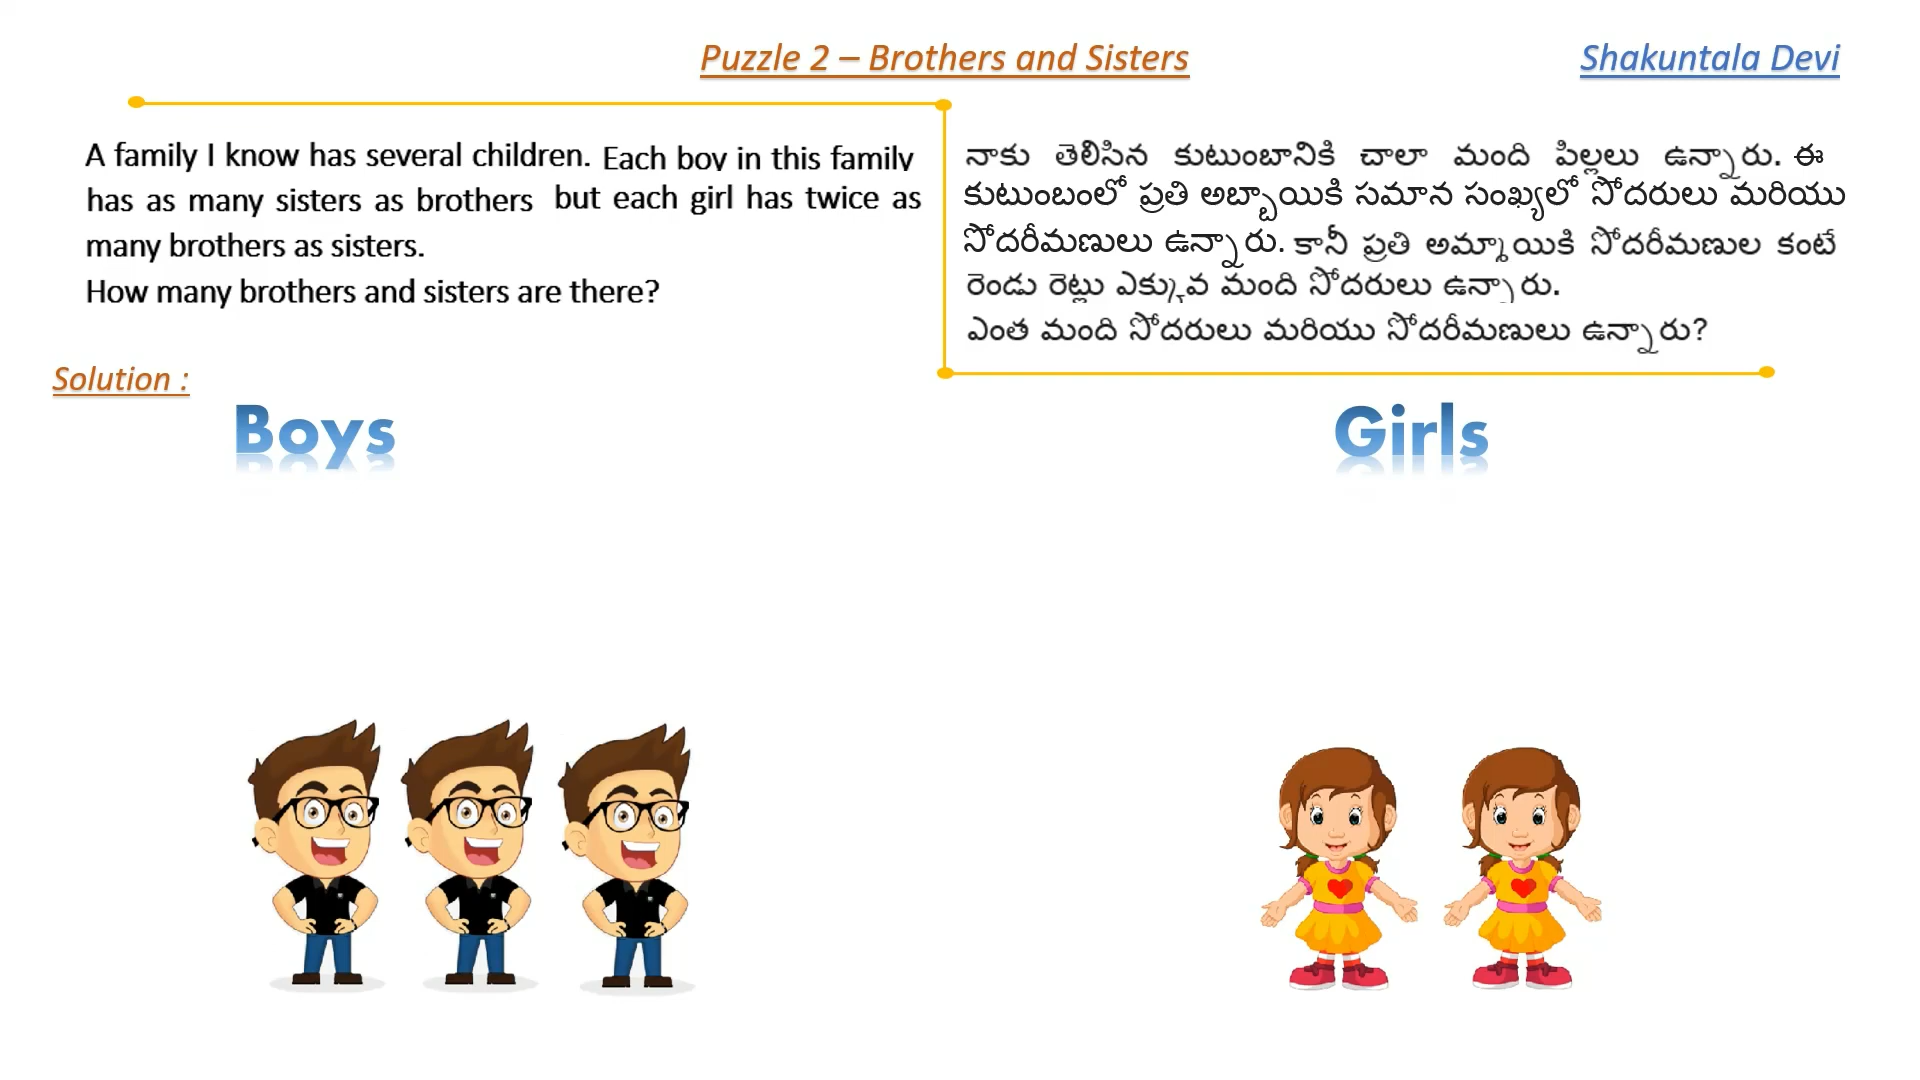 Puzzle 2 – Brothers and Sisters
Shakuntala Devi
A family I know has several children. Each boy in this family
has as many sisters as brothers but each girl has twice as
many brothers as sisters.
How many brothers and sisters are there?
నాకు తెలిసిన కుటుంబానికి చాలా మంది పిల్లలు ఉన్నారు. ఈ
కుటుంబంలో ప్రతి అబ్బాయికి సమాన సంఖ్యలో సోదరులు మరియు
సోదరీమణులు ఉన్నారు. కానీ ప్రతి అమ్మాయికి సోదరీమణుల కంటే
రెండు రెట్లు ఎక్కువ మంది సోదరులు ఉన్నారు.
ఎంత మంది సోదరులు మరియు సోదరీమణులు ఉన్నారు?
Solution :
Boys
Girls